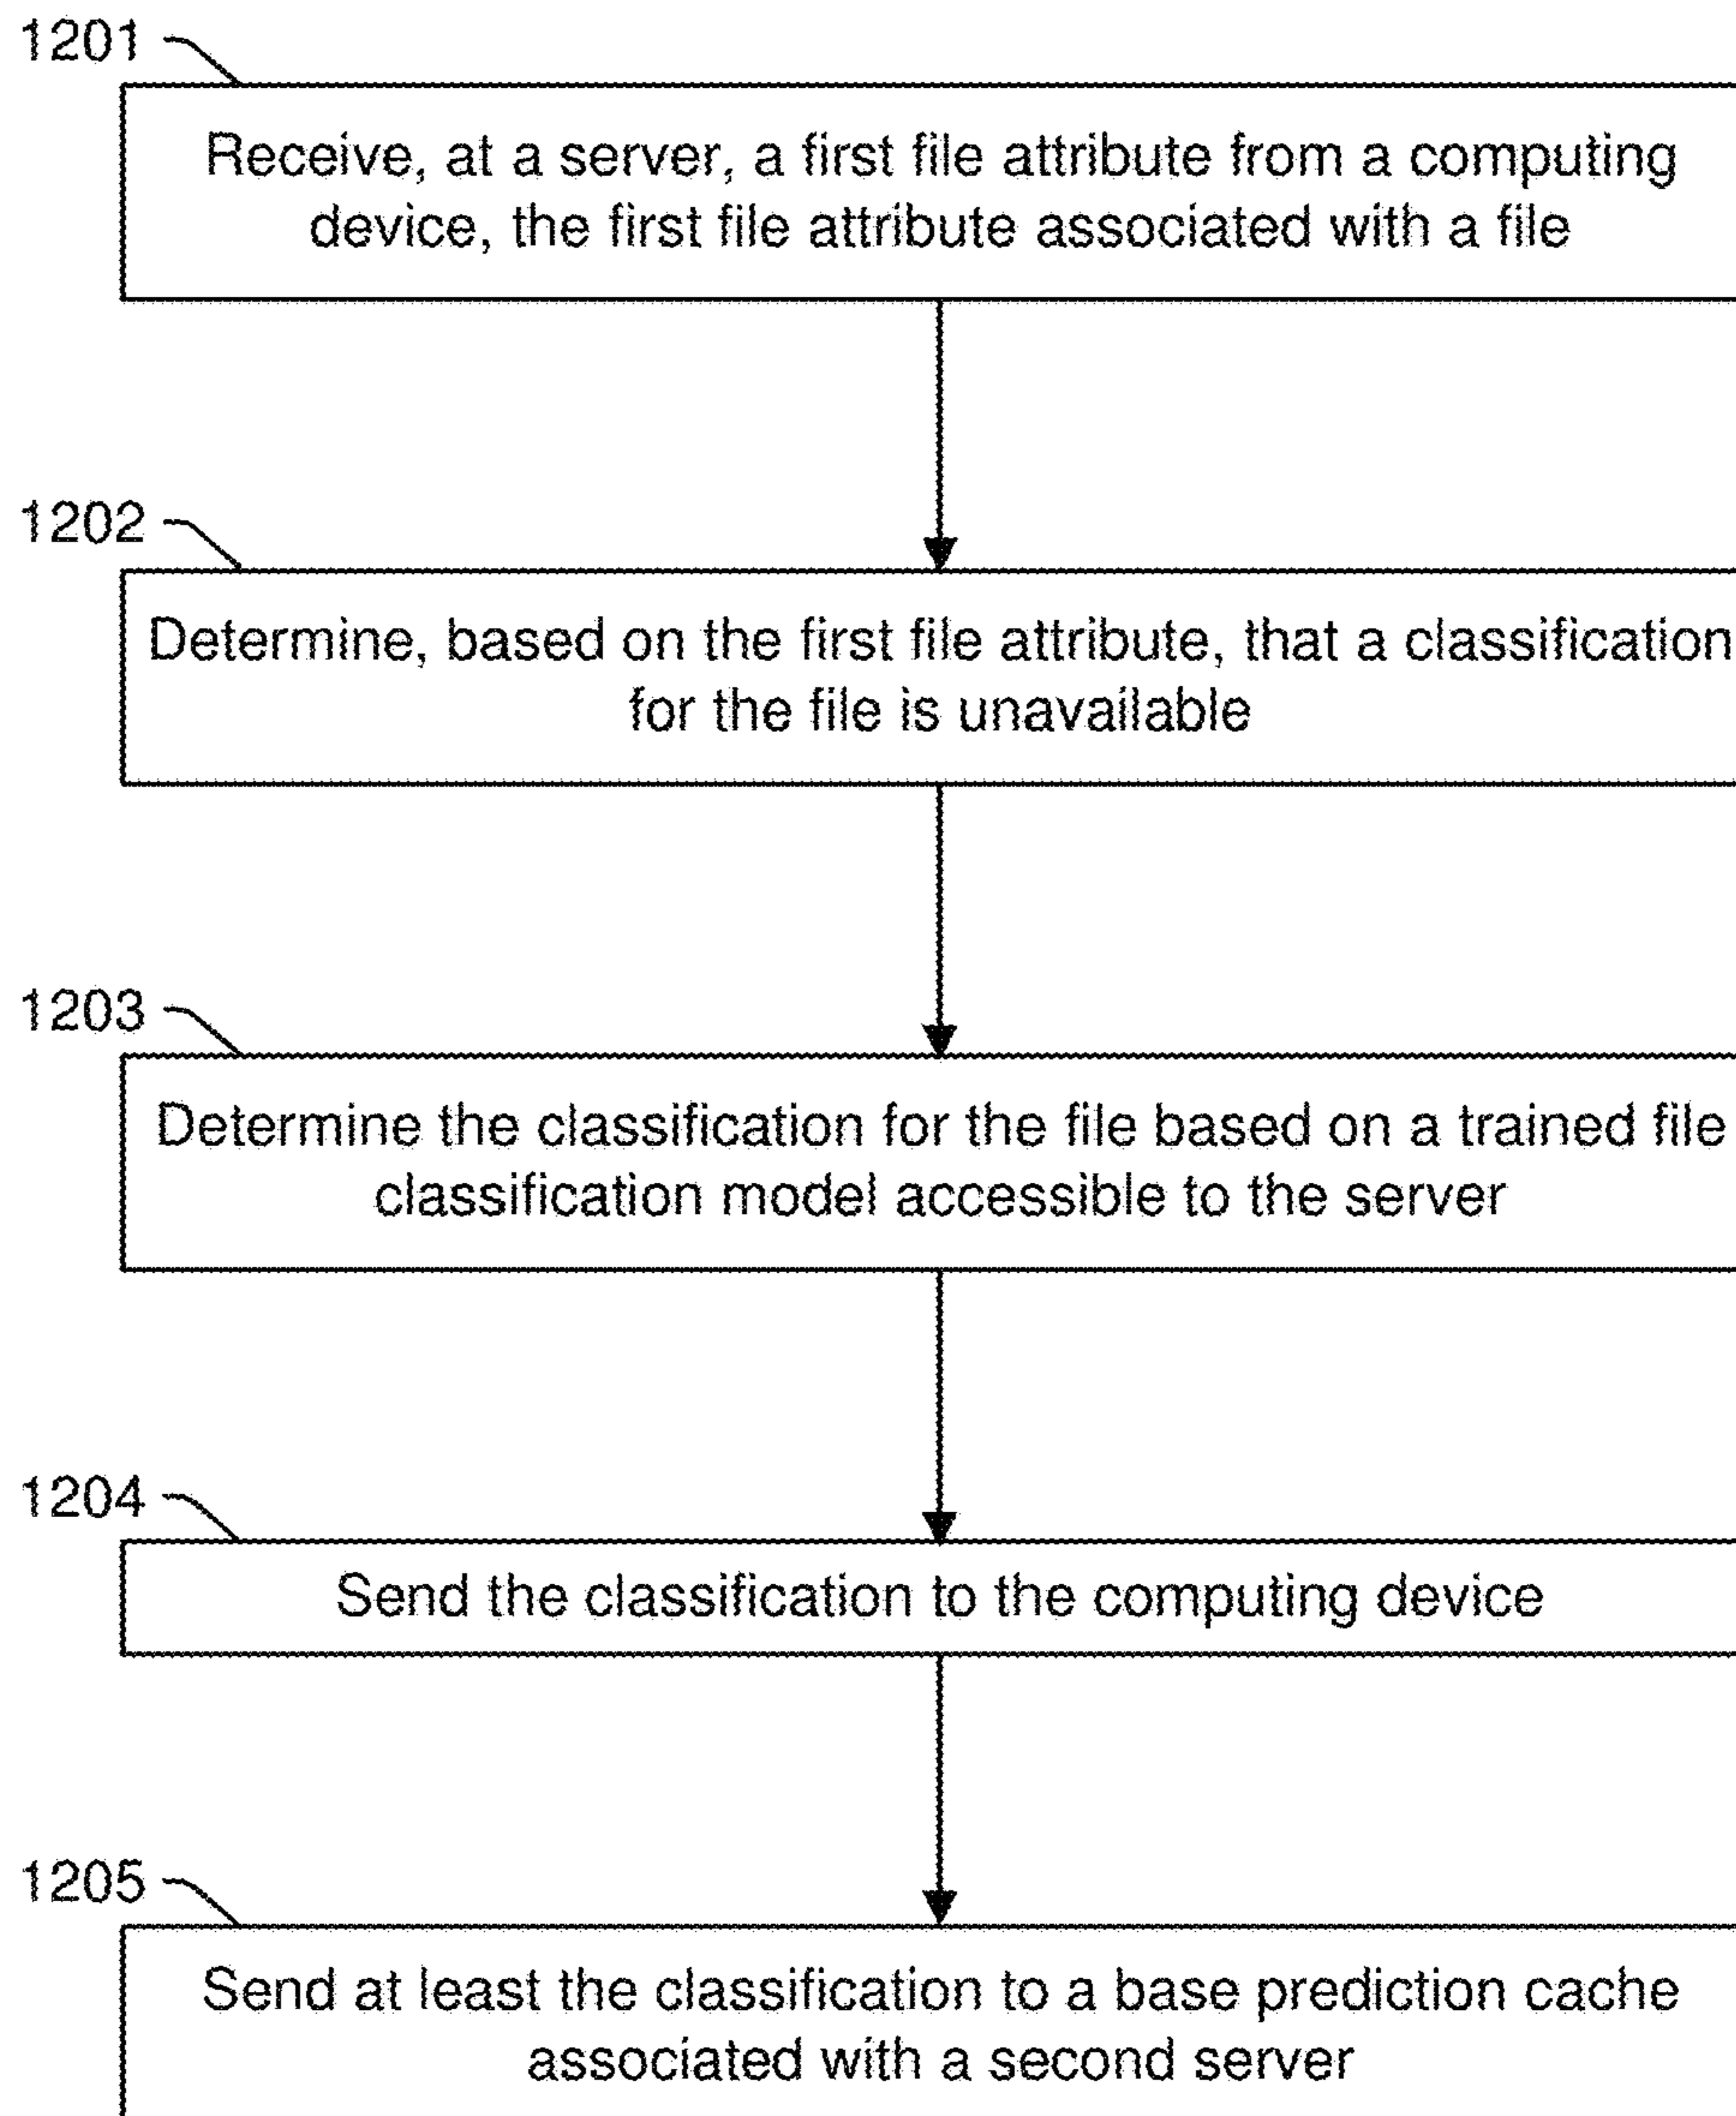 1201
Receive, at a server, a first file attribute from a computing
device, the first file attribute associated with a file
1202
Determine, based on the first file attribute, that a classification
for the file is unavailable
1203
Determine the classification for the file based on a trained file
classification model accessible to the server
1204
Send the classification to the computing device
1205
Send at least the classification to a base prediction cache
associated with a second server